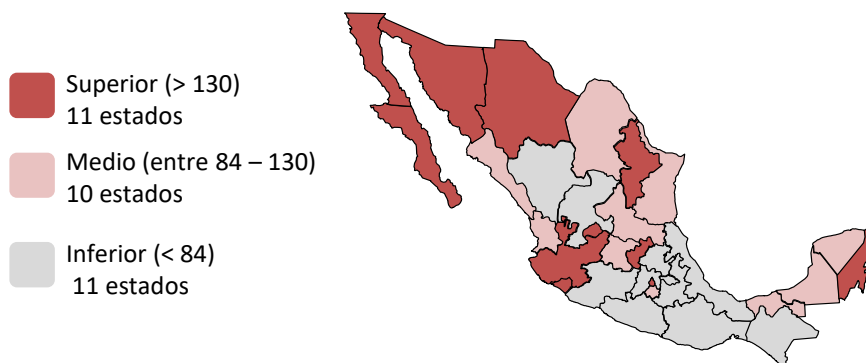 Superior (> 130)
11 estados
Medio (entre 84 – 130)
10 estados
Inferior (< 84)
11 estados